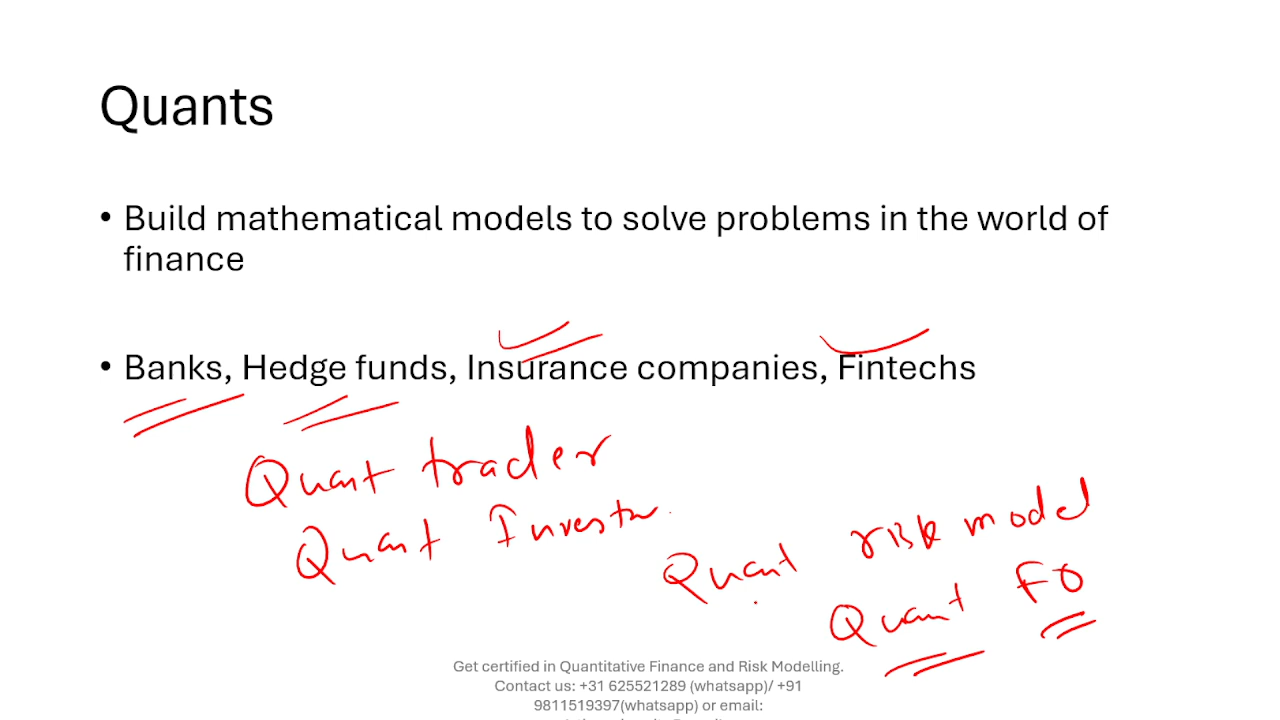 Quants
• Build mathematical models to solve problems in the world of
finance
• Banks, Hedge funds, Insurance companies, Fintechs
Quant trader
Quant Investor
Quant risk model
Quant FO
Get certified in Quantitative Finance and Risk Modelling.
Contact us: +31 625521289 (whatsapp)/ +91
9811519397(whatsapp) or email: